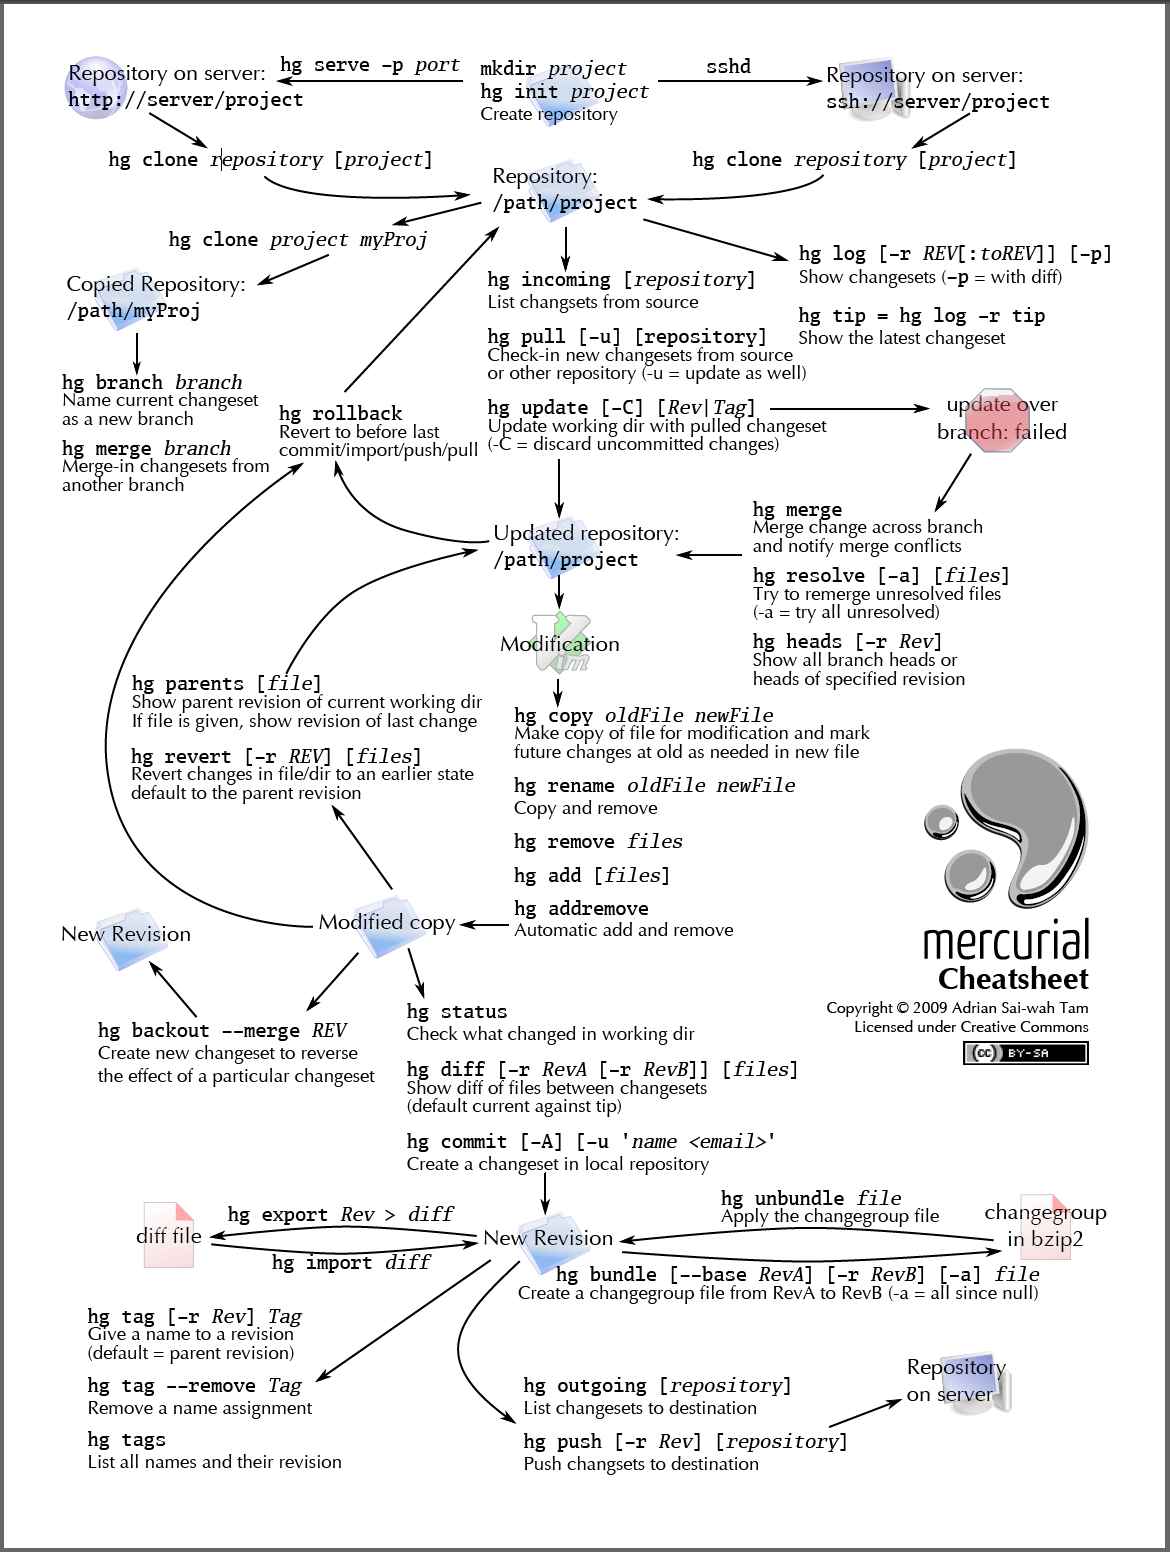 Repository on server:
http://server/project
hg serve -p port
mkdir project
hg init project
Create repository
sshd
Repository on server:
ssh://server/project
hg clone repository [project]
hg clone repository [project]
Repository:
/path/project
hg clone project myProj
Copied Repository:
/path/myProj
hg incoming [repository]
List changsets from source
hg pull [-u] [repository]
Check-in new changesets from source
or other repository (-u = update as well)
hg update [-C] [Rev|Tag]
Update working dir with pulled changeset
(-C = discard uncommitted changes)
hg log [-r REV[:toREV]] [-p]
Show changesets (-p = with diff)
hg tip = hg log -r tip
Show the latest changeset
update over
branch: failed
hg branch branch
Name current changeset
as a new branch
hg merge branch
Merge-in changesets from
another branch
hg rollback
Revert to before last
commit/import/push/pull
hg merge
Merge change across branch
and notify merge conflicts
hg resolve [-a] [files]
Try to remerge unresolved files
(-a = try all unresolved)
hg heads [-r Rev]
Show all branch heads or
heads of specified revision
Updated repository:
/path/project
Modification
hg parents [file]
Show parent revision of current working dir
If file is given, show revision of last change
hg revert [-r REV] [files]
Revert changes in file/dir to an earlier state
default to the parent revision
hg copy oldFile newFile
Make copy of file for modification and mark
future changes at old as needed in new file
hg rename oldFile newFile
Copy and remove
hg remove files
hg add [files]
hg addremove
Automatic add and remove
Modified copy
New Revision
hg backout --merge REV
Create new changeset to reverse
the effect of a particular changeset
hg status
Check what changed in working dir
hg diff [-r RevA [-r RevB]] [files]
Show diff of files between changesets
(default current against tip)
hg commit [-A] [-u 'name <email>'
Create a changeset in local repository
mercurial
Cheatsheet
Copyright © 2009 Adrian Sai-wah Tam
Licensed under Creative Commons
(cc) BY-SA
diff file
hg export Rev > diff
hg import diff
New Revision
hg unbundle file
Apply the changegroup file
changegroup
in bzip2
hg bundle [--base RevA] [-r RevB] [-a] file
Create a changegroup file from RevA to RevB (-a = all since null)
hg tag [-r Rev] Tag
Give a name to a revision
(default = parent revision)
hg tag --remove Tag
Remove a name assignment
hg tags
List all names and their revision
hg outgoing [repository]
List changesets to destination
hg push [-r Rev] [repository]
Push changsets to destination
Repository
on server